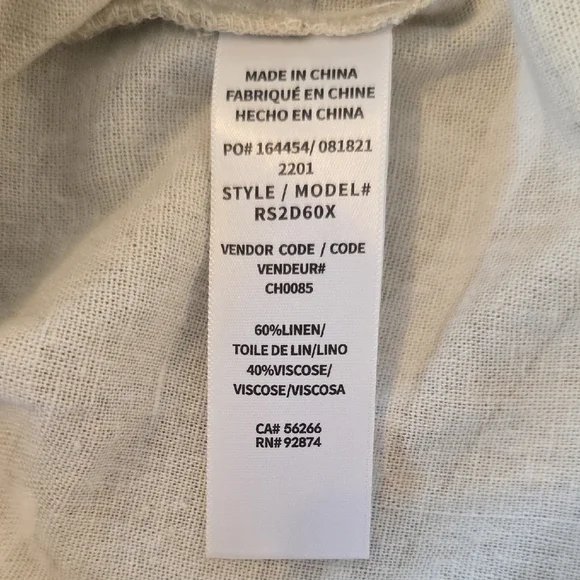 MADE IN CHINA
FABRIQUÉ EN CHINE
HECHO EN CHINA
PO# 164454/ 081821
2201
STYLE / MODEL#
RS2D60X
VENDOR CODE / CODE
VENDEUR#
CH0085
60%LINEN/
TOILE DE LIN/LINO
40%VISCOSE/
VISCOSE/VISCOSA
CA# 56266
RN# 92874